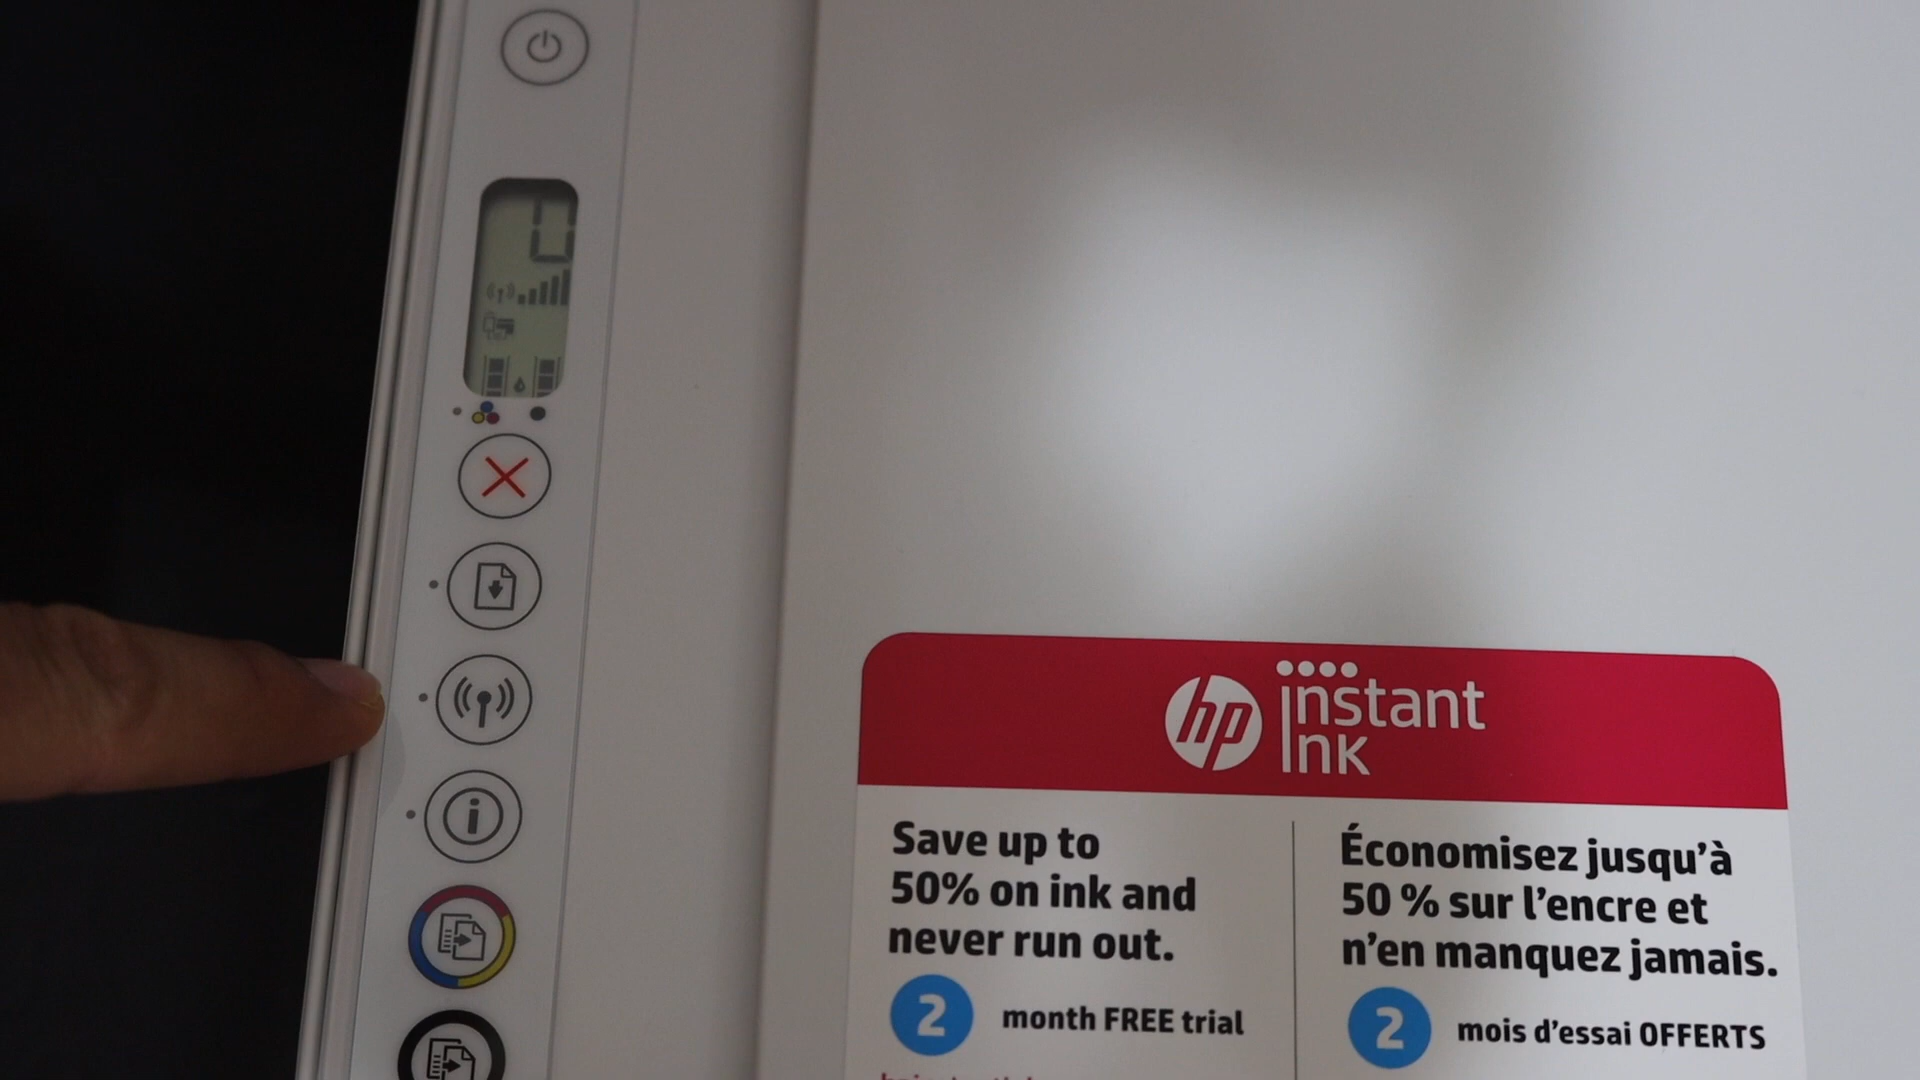 0
hp instant
ink
Save up to
50% on ink and
never run out.
2 month FREE trial
Économisez jusqu'à
50 % sur l'encre et
n'en manquez jamais.
2 mois d'essai OFFERTS